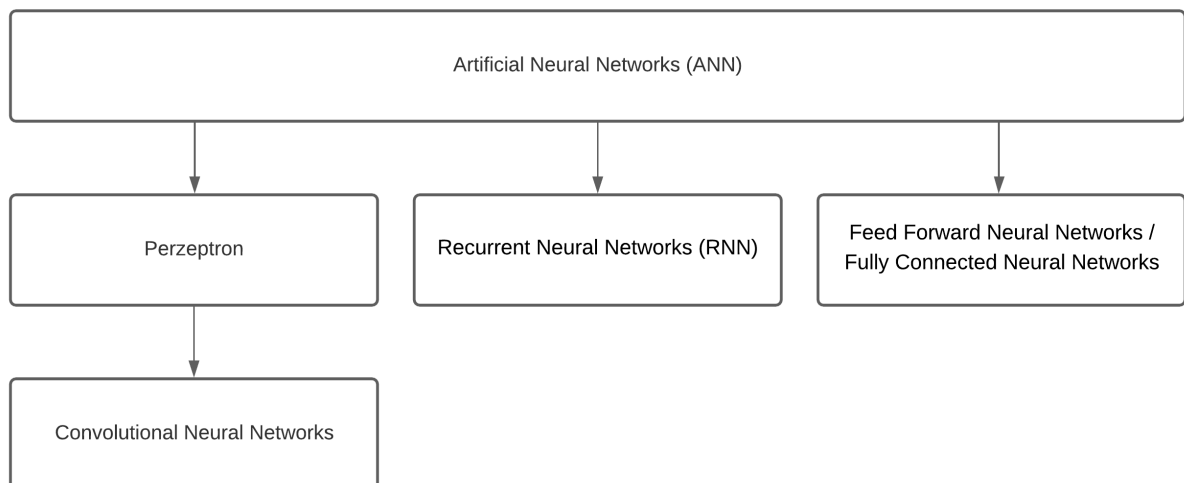 Artificial Neural Networks (ANN)
Perzeptron
Recurrent Neural Networks (RNN)
Feed Forward Neural Networks /
Fully Connected Neural Networks
Convolutional Neural Networks